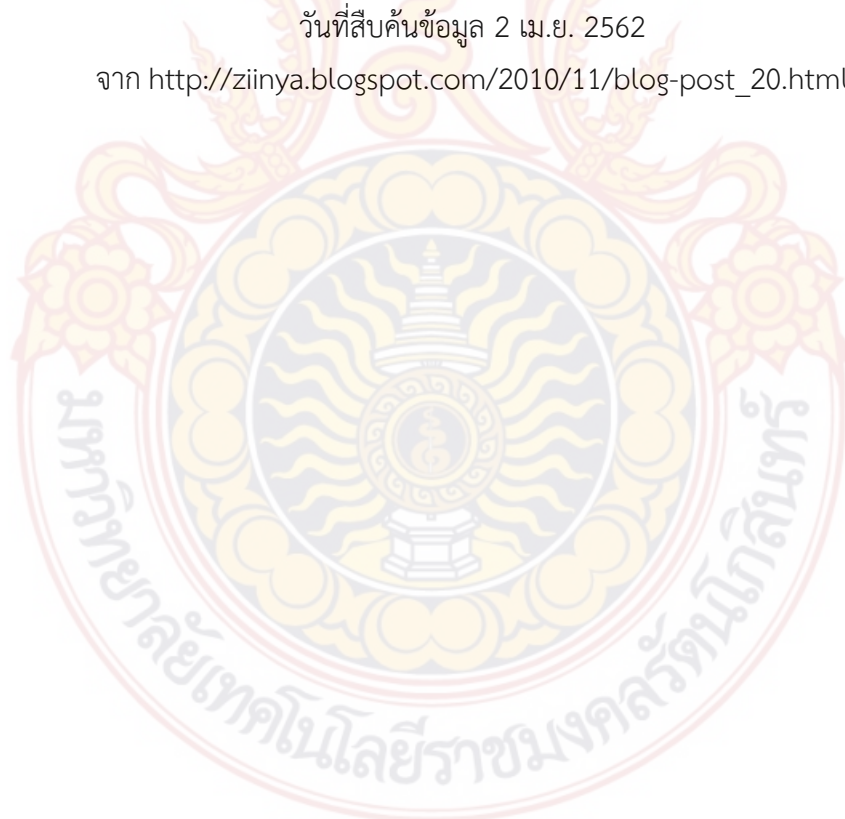 วันที่สืบค้นข้อมูล 2 เม.ย. 2562
จาก http://ziinya.blogspot.com/2010/11/blog-post_20.html
มหาวิทยาลัยเทคโนโลยีราชมงคลรัตนโกสินทร์